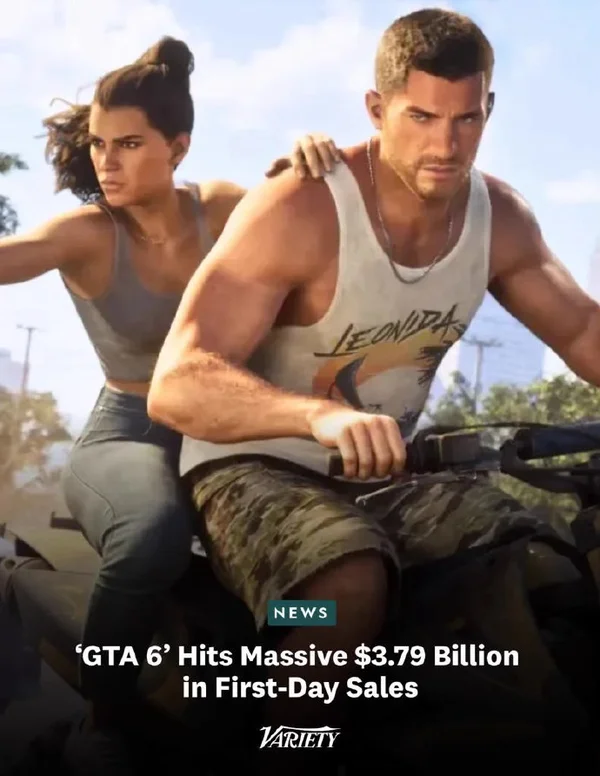 LEONIDA
NEWS
‘GTA 6’ Hits Massive $3.79 Billion
in First-Day Sales
VARIETY